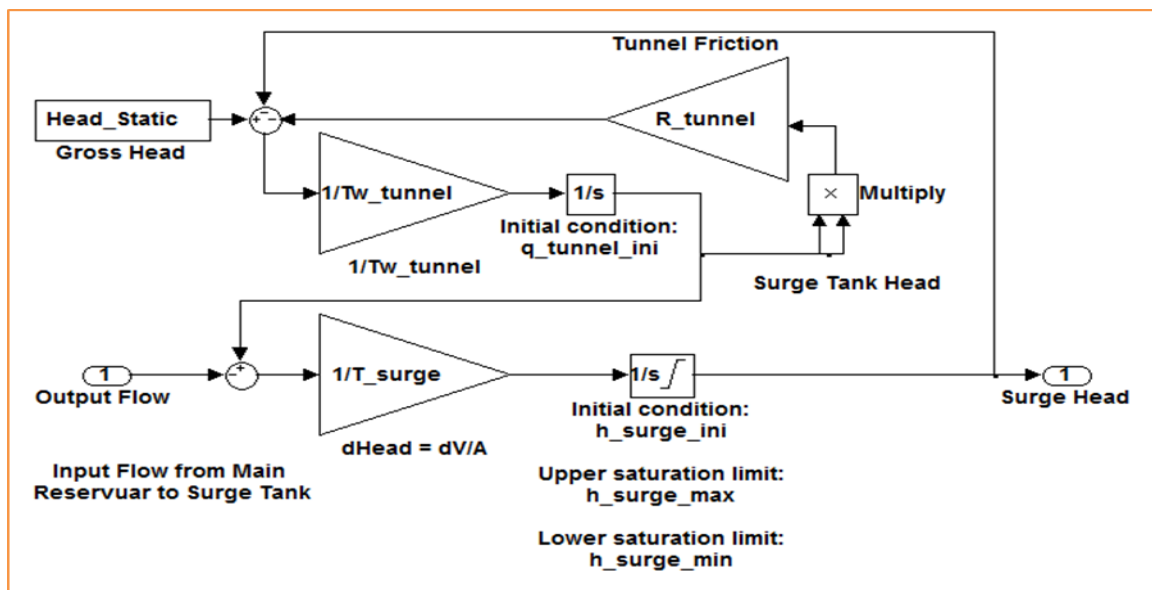 Tunnel Friction
Head_Static
R_tunnel
Gross Head
1/Tw_tunnel
1/s
Multiply
Initial condition:
q_tunnel_ini
1/Tw_tunnel
Surge Tank Head
1
1/T_surge
1/s
1
Output Flow
Surge Head
Initial condition:
h_surge_ini
dHead = dV/A
Input Flow from Main
Reservuar to Surge Tank
Upper saturation limit:
h_surge_max
Lower saturation limit:
h_surge_min